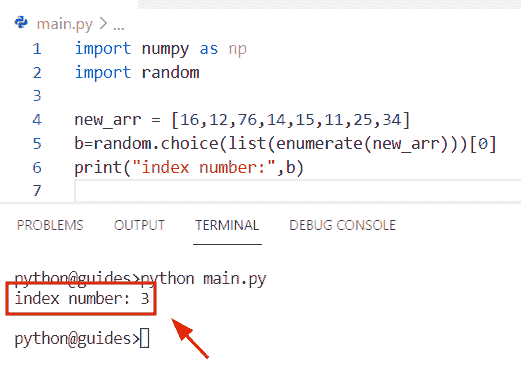 main.py > ...
1 import numpy as np
2 import random
3
4 new_arr = [16,12,76,14,15,11,25,34]
5 b=random.choice(list(enumerate(new_arr)))[0]
6 print("index number:",b)
7
PROBLEMS OUTPUT TERMINAL DEBUG CONSOLE
python@guides>python main.py
index number: 3
python@guides>